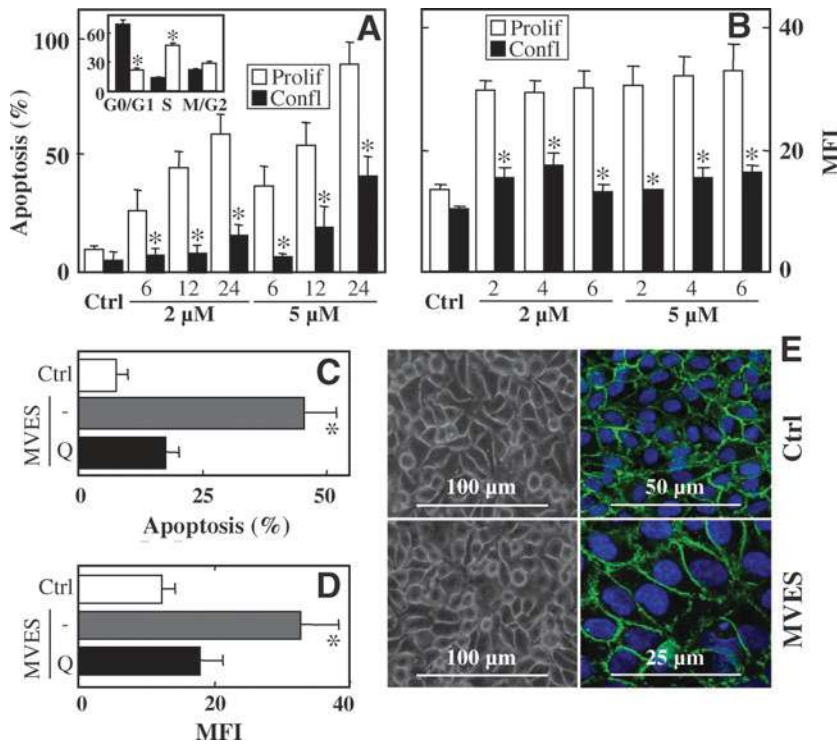 A
100
50
0
Apoptosis (%)
60
30
0
*
*
G0/G1 S M/G2
Prolif
Confl
* * * * * *
Ctrl
6 12 24 6 12 24
2 µM 5 µM
B
40
20
0
MFI
Prolif
Confl
* * * * * *
Ctrl
2 4 6 2 4 6
2 µM 5 µM
C
Ctrl
-
Q
MVES
*
0 25 50
Apoptosis (%)
D
Ctrl
-
Q
MVES
*
0 20 40
MFI
E
100 µm
50 µm
Ctrl
100 µm
25 µm
MVES